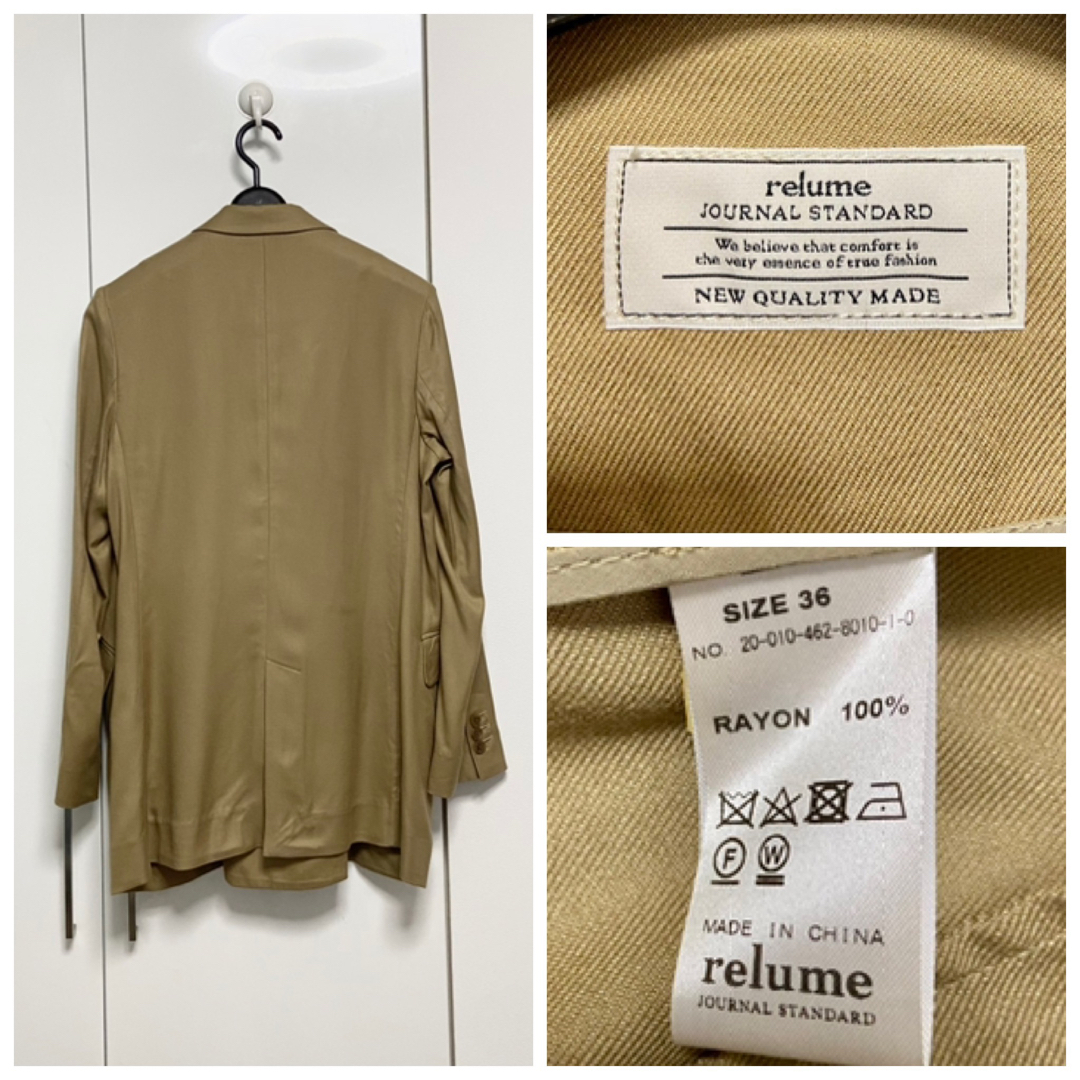 relume
JOURNAL STANDARD
We believe that comfort is
the very essence of true fashion
NEW QUALITY MADE
SIZE 36
NO. 20-010-462-8010-1-0
RAYON 100%
F W
MADE IN CHINA
relume
JOURNAL STANDARD